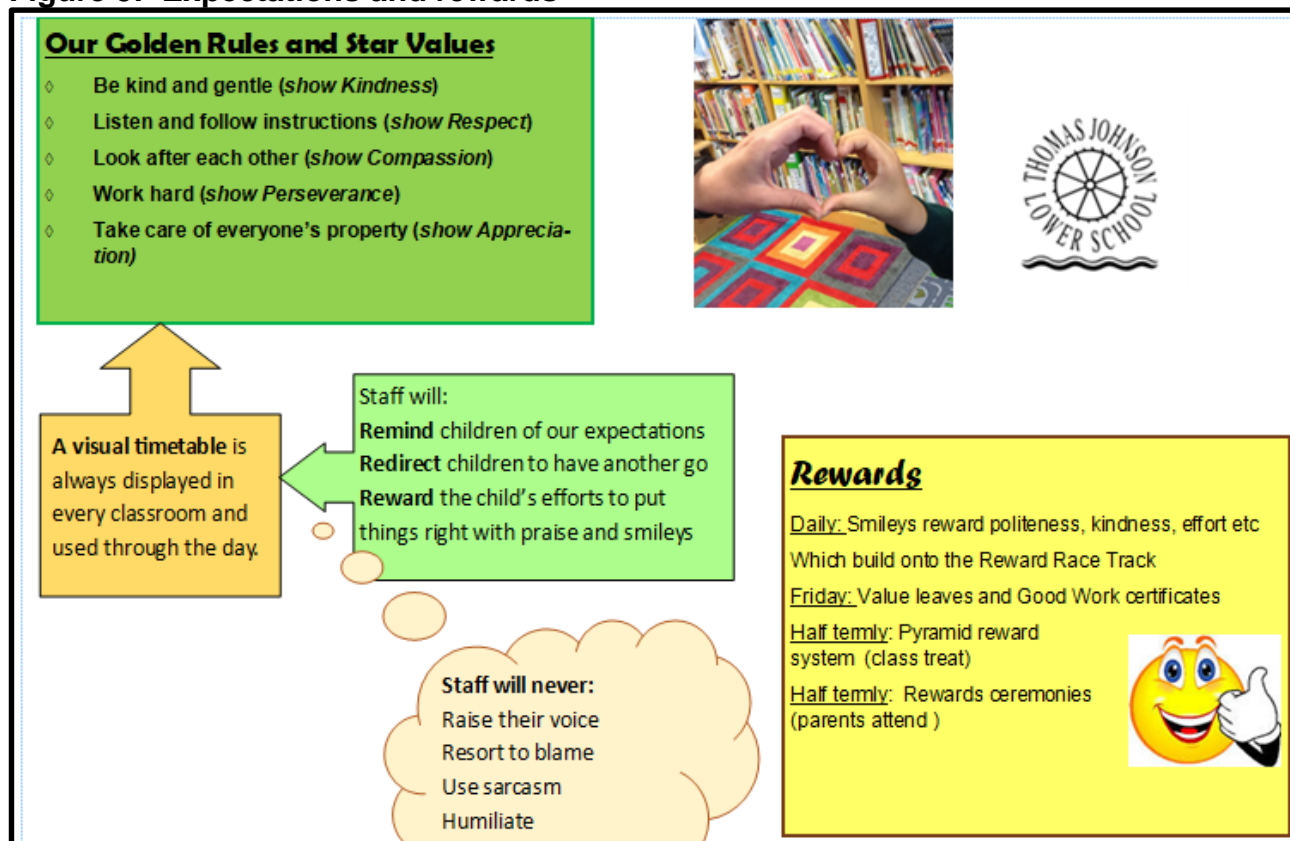 Figure 3: Expectations and rewards
Our Golden Rules and Star Values
◊ Be kind and gentle (show Kindness)
◊ Listen and follow instructions (show Respect)
◊ Look after each other (show Compassion)
◊ Work hard (show Perseverance)
◊ Take care of everyone's property (show Apprecia-
tion)
THOMAS JOHNSON
LOWER SCHOOL
A visual timetable is
always displayed in
every classroom and
used through the day.
Staff will:
Remind children of our expectations
Redirect children to have another go
Reward the child's efforts to put
things right with praise and smileys
Staff will never:
Raise their voice
Resort to blame
Use sarcasm
Humiliate
Rewards
Daily: Smileys reward politeness, kindness, effort etc
Which build onto the Reward Race Track
Friday: Value leaves and Good Work certificates
Half termly: Pyramid reward
system (class treat)
Half termly: Rewards ceremonies
(parents attend )